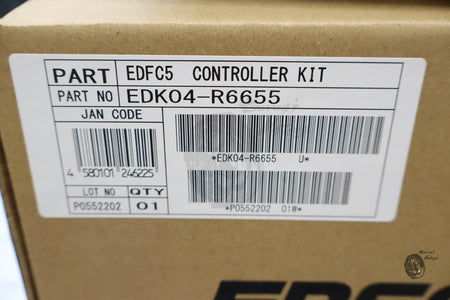 PART EDFC5 CONTROLLER KIT
PART NO EDK04-R6655
JAN CODE
*EDK04-R6655 U*
4 580101 246225
LOT NO QTY
P0552202 01
*P0552202 01W*